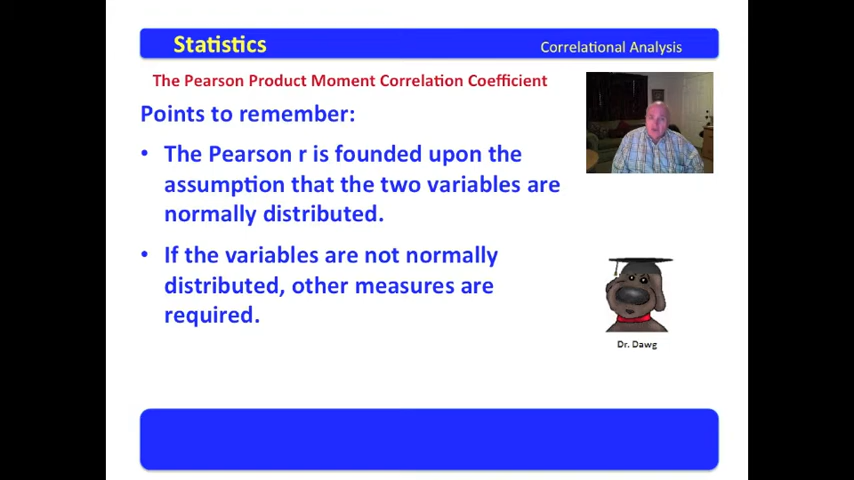 Statistics
Correlational Analysis
The Pearson Product Moment Correlation Coefficient
Points to remember:
• The Pearson r is founded upon the
assumption that the two variables are
normally distributed.
• If the variables are not normally
distributed, other measures are
required.
Dr. Dawg